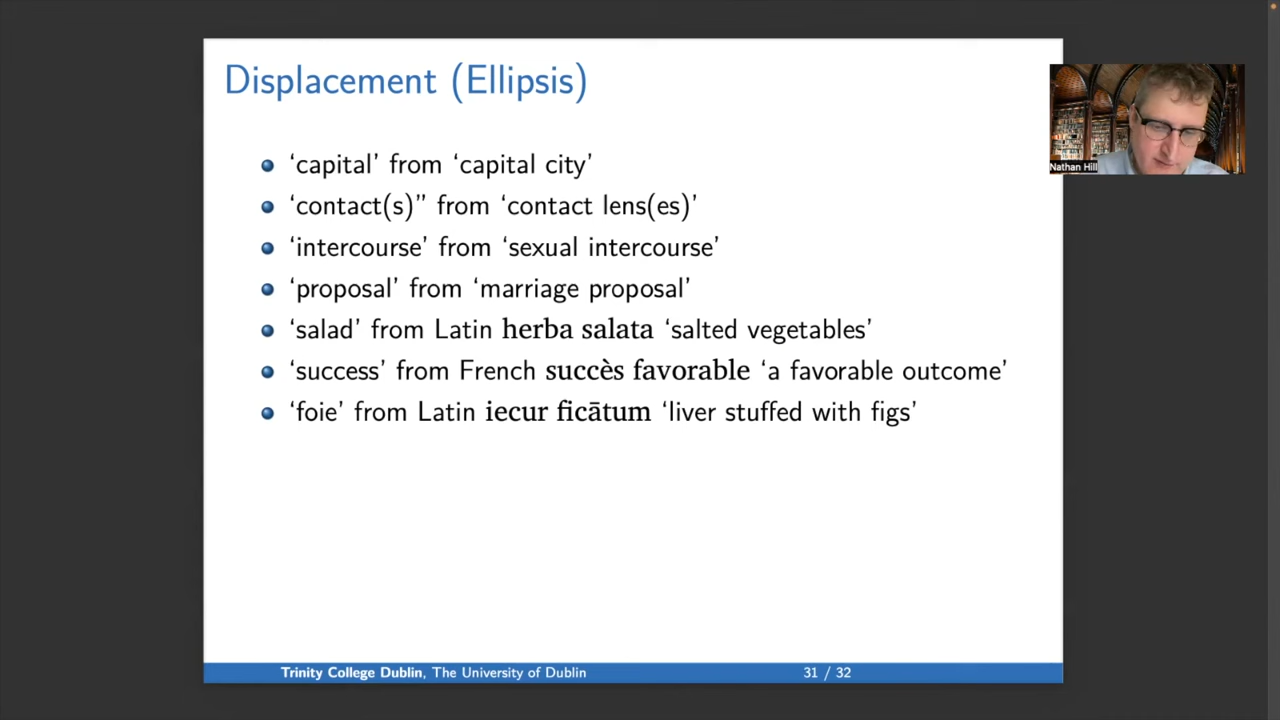 Displacement (Ellipsis)
‘capital’ from ‘capital city’
‘contact(s)” from ‘contact lens(es)’
‘intercourse’ from ‘sexual intercourse’
‘proposal’ from ‘marriage proposal’
‘salad’ from Latin herba salata ‘salted vegetables’
‘success’ from French succès favorable ‘a favorable outcome’
‘foie’ from Latin iecur ficātum ‘liver stuffed with figs’
Nathan Hill
Trinity College Dublin, The University of Dublin 31 / 32